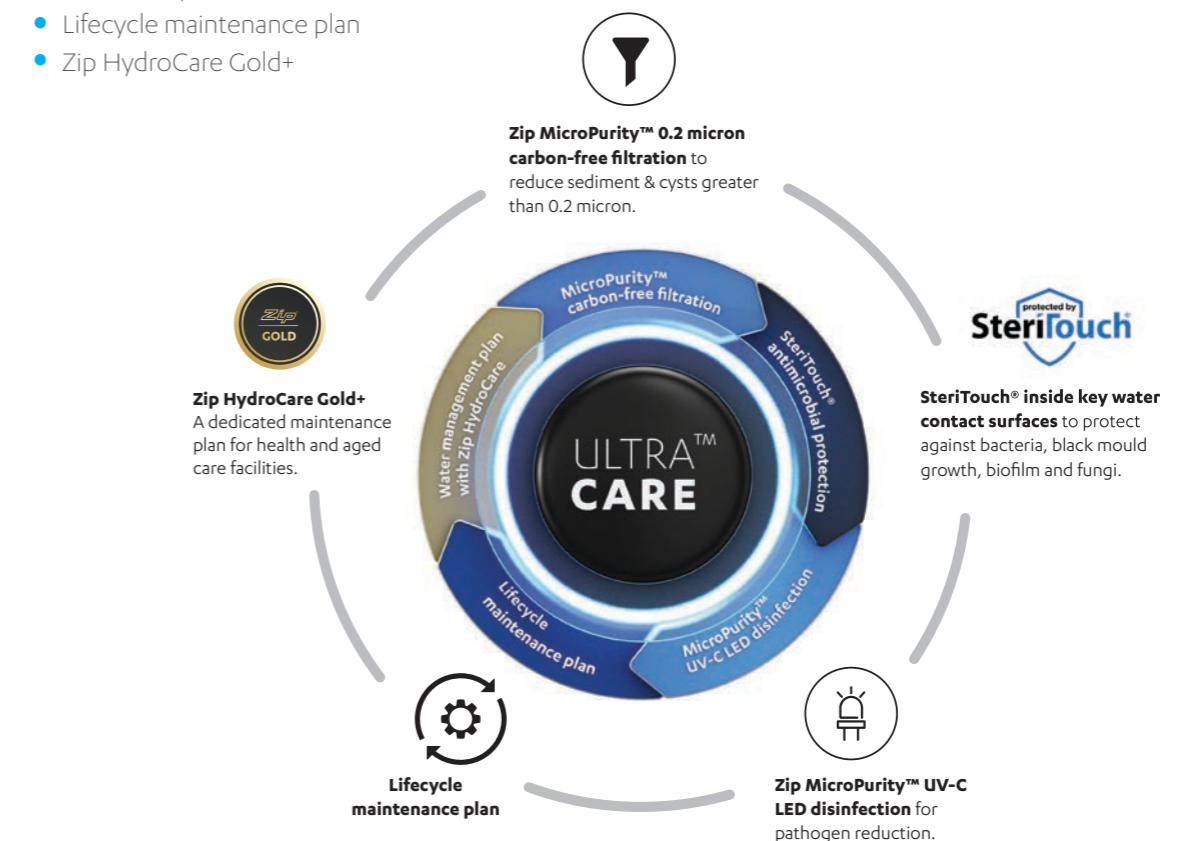 Lifecycle maintenance plan
Zip HydroCare Gold+
Zip MicroPurity™ 0.2 micron
carbon-free filtration to
reduce sediment & cysts greater
than 0.2 micron.
Zip
GOLD
Zip HydroCare Gold+
A dedicated maintenance
plan for health and aged
care facilities.
protected by
SteriTouch®
SteriTouch® inside key water
contact surfaces to protect
against bacteria, black mould
growth, biofilm and fungi.
MicroPurity™
carbon-free filtration
SteriTouch®
antimicrobial protection
MicroPurity™
UV-C LED disinfection
Lifecycle
maintenance plan
Water management plan
with Zip HydroCare
ULTRA™
CARE
Lifecycle
maintenance plan
Zip MicroPurity™ UV-C
LED disinfection for
pathogen reduction.